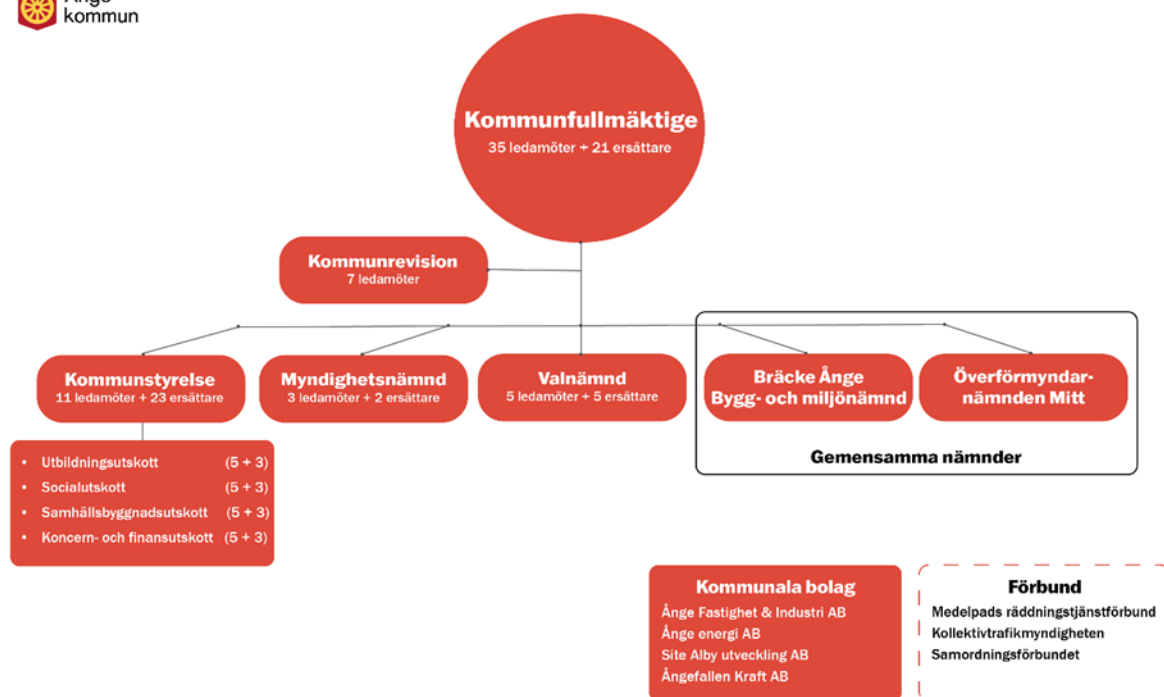 Ånge
kommun
Kommunfullmäktige
35 ledamöter + 21 ersättare
Kommunrevision
7 ledamöter
Kommunstyrelse
11 ledamöter + 23 ersättare
Myndighetsnämnd
3 ledamöter + 2 ersättare
Valnämnd
5 ledamöter + 5 ersättare
Bräcke Ånge
Bygg- och miljönämnd
Överförmyndar-
nämnden Mitt
Gemensamma nämnder
• Utbildningsutskott (5 + 3)
• Socialutskott (5 + 3)
• Samhällsbyggnadsutskott (5 + 3)
• Koncern- och finansutskott (5 + 3)
Kommunala bolag
Ånge Fastighet & Industri AB
Ånge energi AB
Site Alby utveckling AB
Ångefallen Kraft AB
Förbund
Medelpads räddningstjänstförbund
Kollektivtrafikmyndigheten
Samordningsförbundet